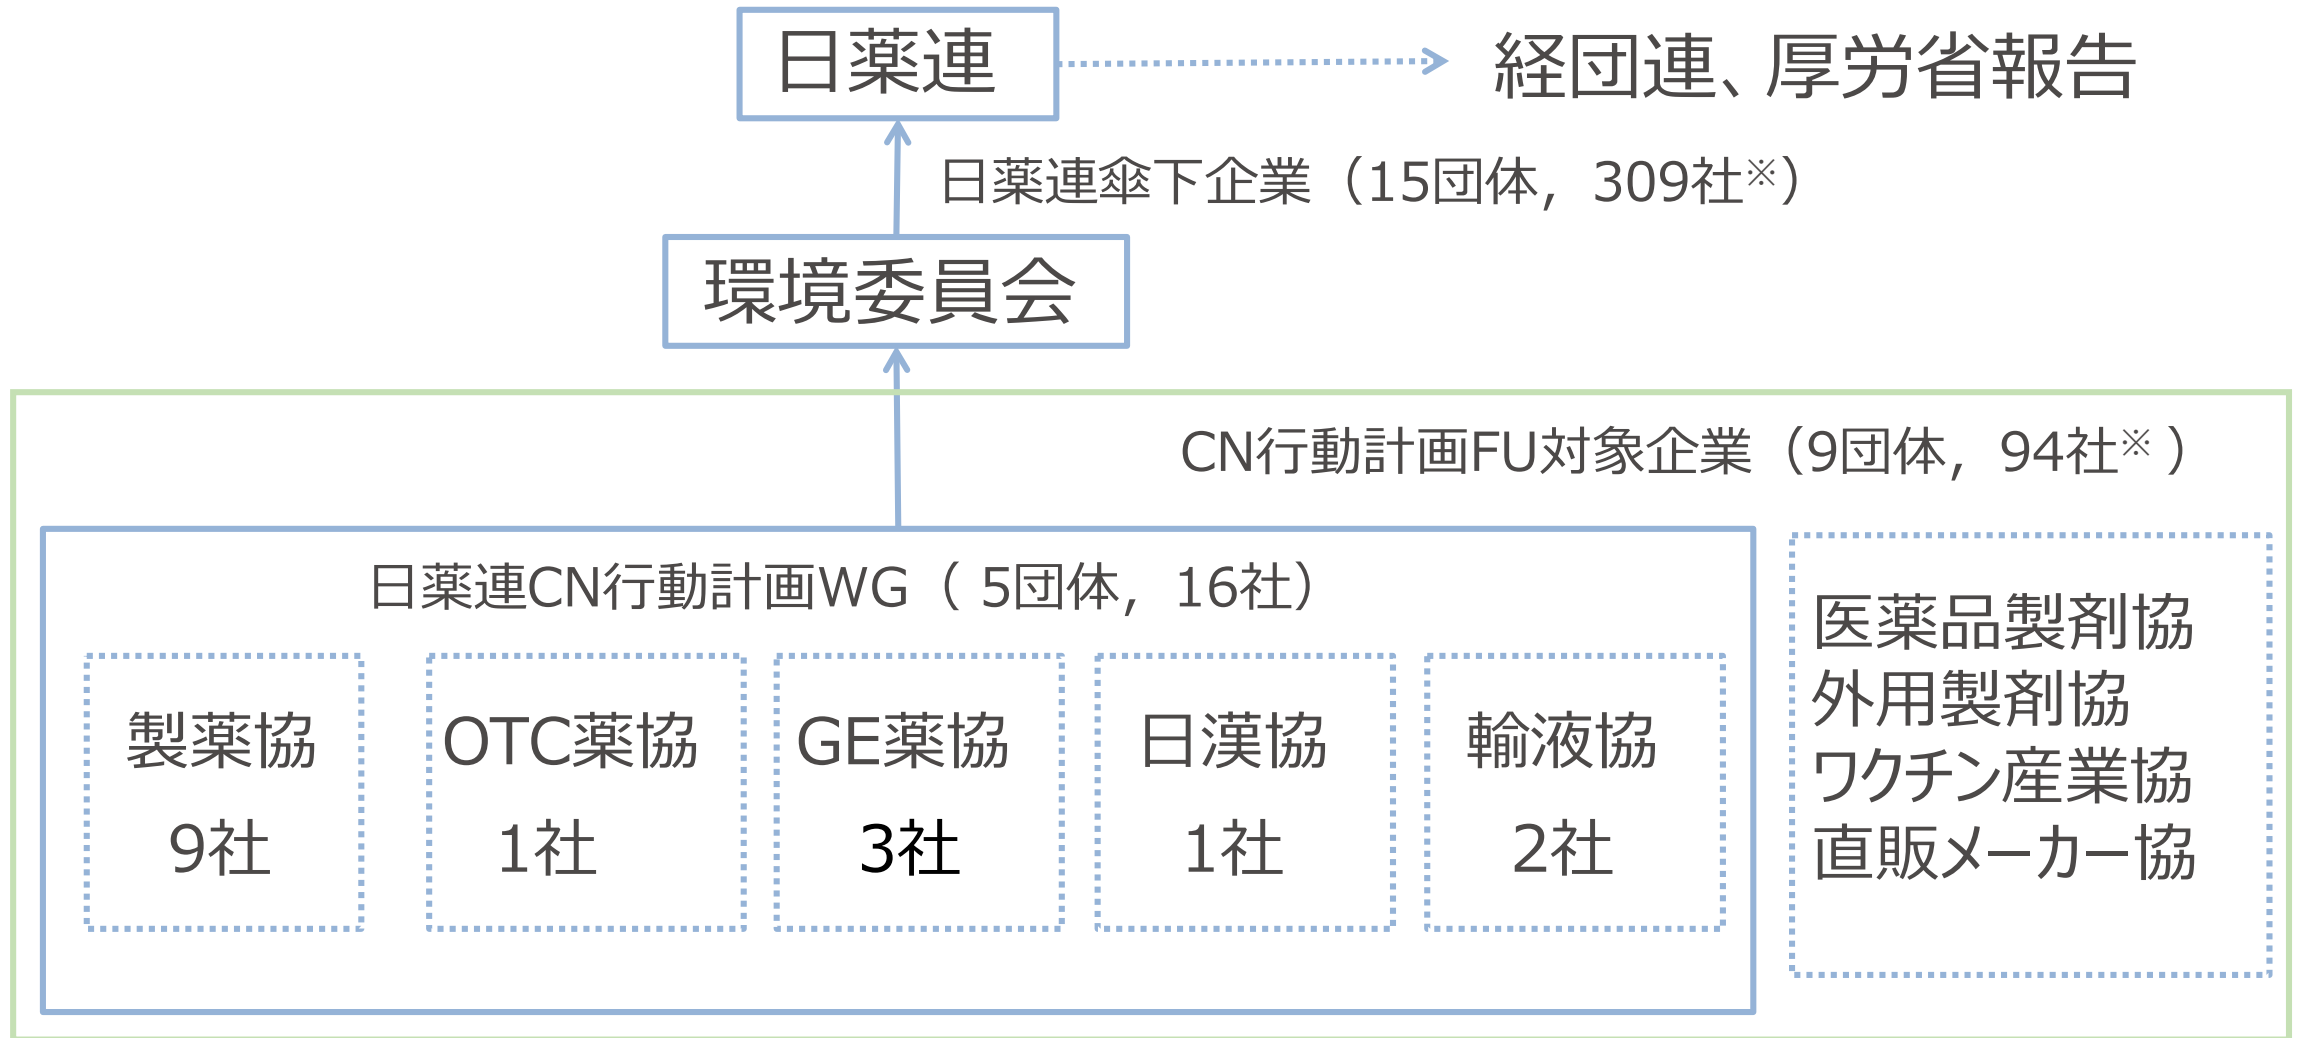 日薬連
経団連、厚労省報告
日薬連傘下企業（15団体，309社※）
環境委員会
CN行動計画FU対象企業（9団体，94社※ ）
日薬連CN行動計画WG（ 5団体，16社）
製薬協
9社
OTC薬協
1社
GE薬協
3社
日漢協
1社
輸液協
2社
医薬品製剤協
外用製剤協
ワクチン産業協
直販メーカー協